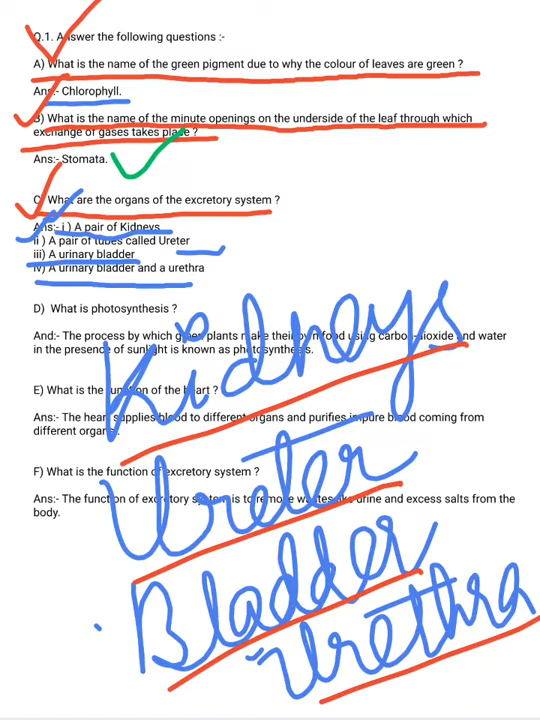 Q.1. Answer the following questions :-
A) What is the name of the green pigment due to why the colour of leaves are green ?
Ans:- Chlorophyll.
B) What is the name of the minute openings on the underside of the leaf through which
exchange of gases takes place ?
Ans:- Stomata.
C) What are the organs of the excretory system ?
Ans:- i ) A pair of Kidneys
ii ) A pair of tubes called Ureter
iii) A urinary bladder
iv) A urinary bladder and a urethra
D) What is photosynthesis ?
And:- The process by which green plants make their own food using carbon-dioxide and water
in the presence of sunlight is known as photosynthesis.
E) What is the function of the heart ?
Ans:- The heart supplies blood to different organs and purifies impure blood coming from
different organs.
F) What is the function of excretory system ?
Ans:- The function of excretory system is to remove wastes like urine and excess salts from the
body.
Kidneys
Ureter
Bladder
Urethra